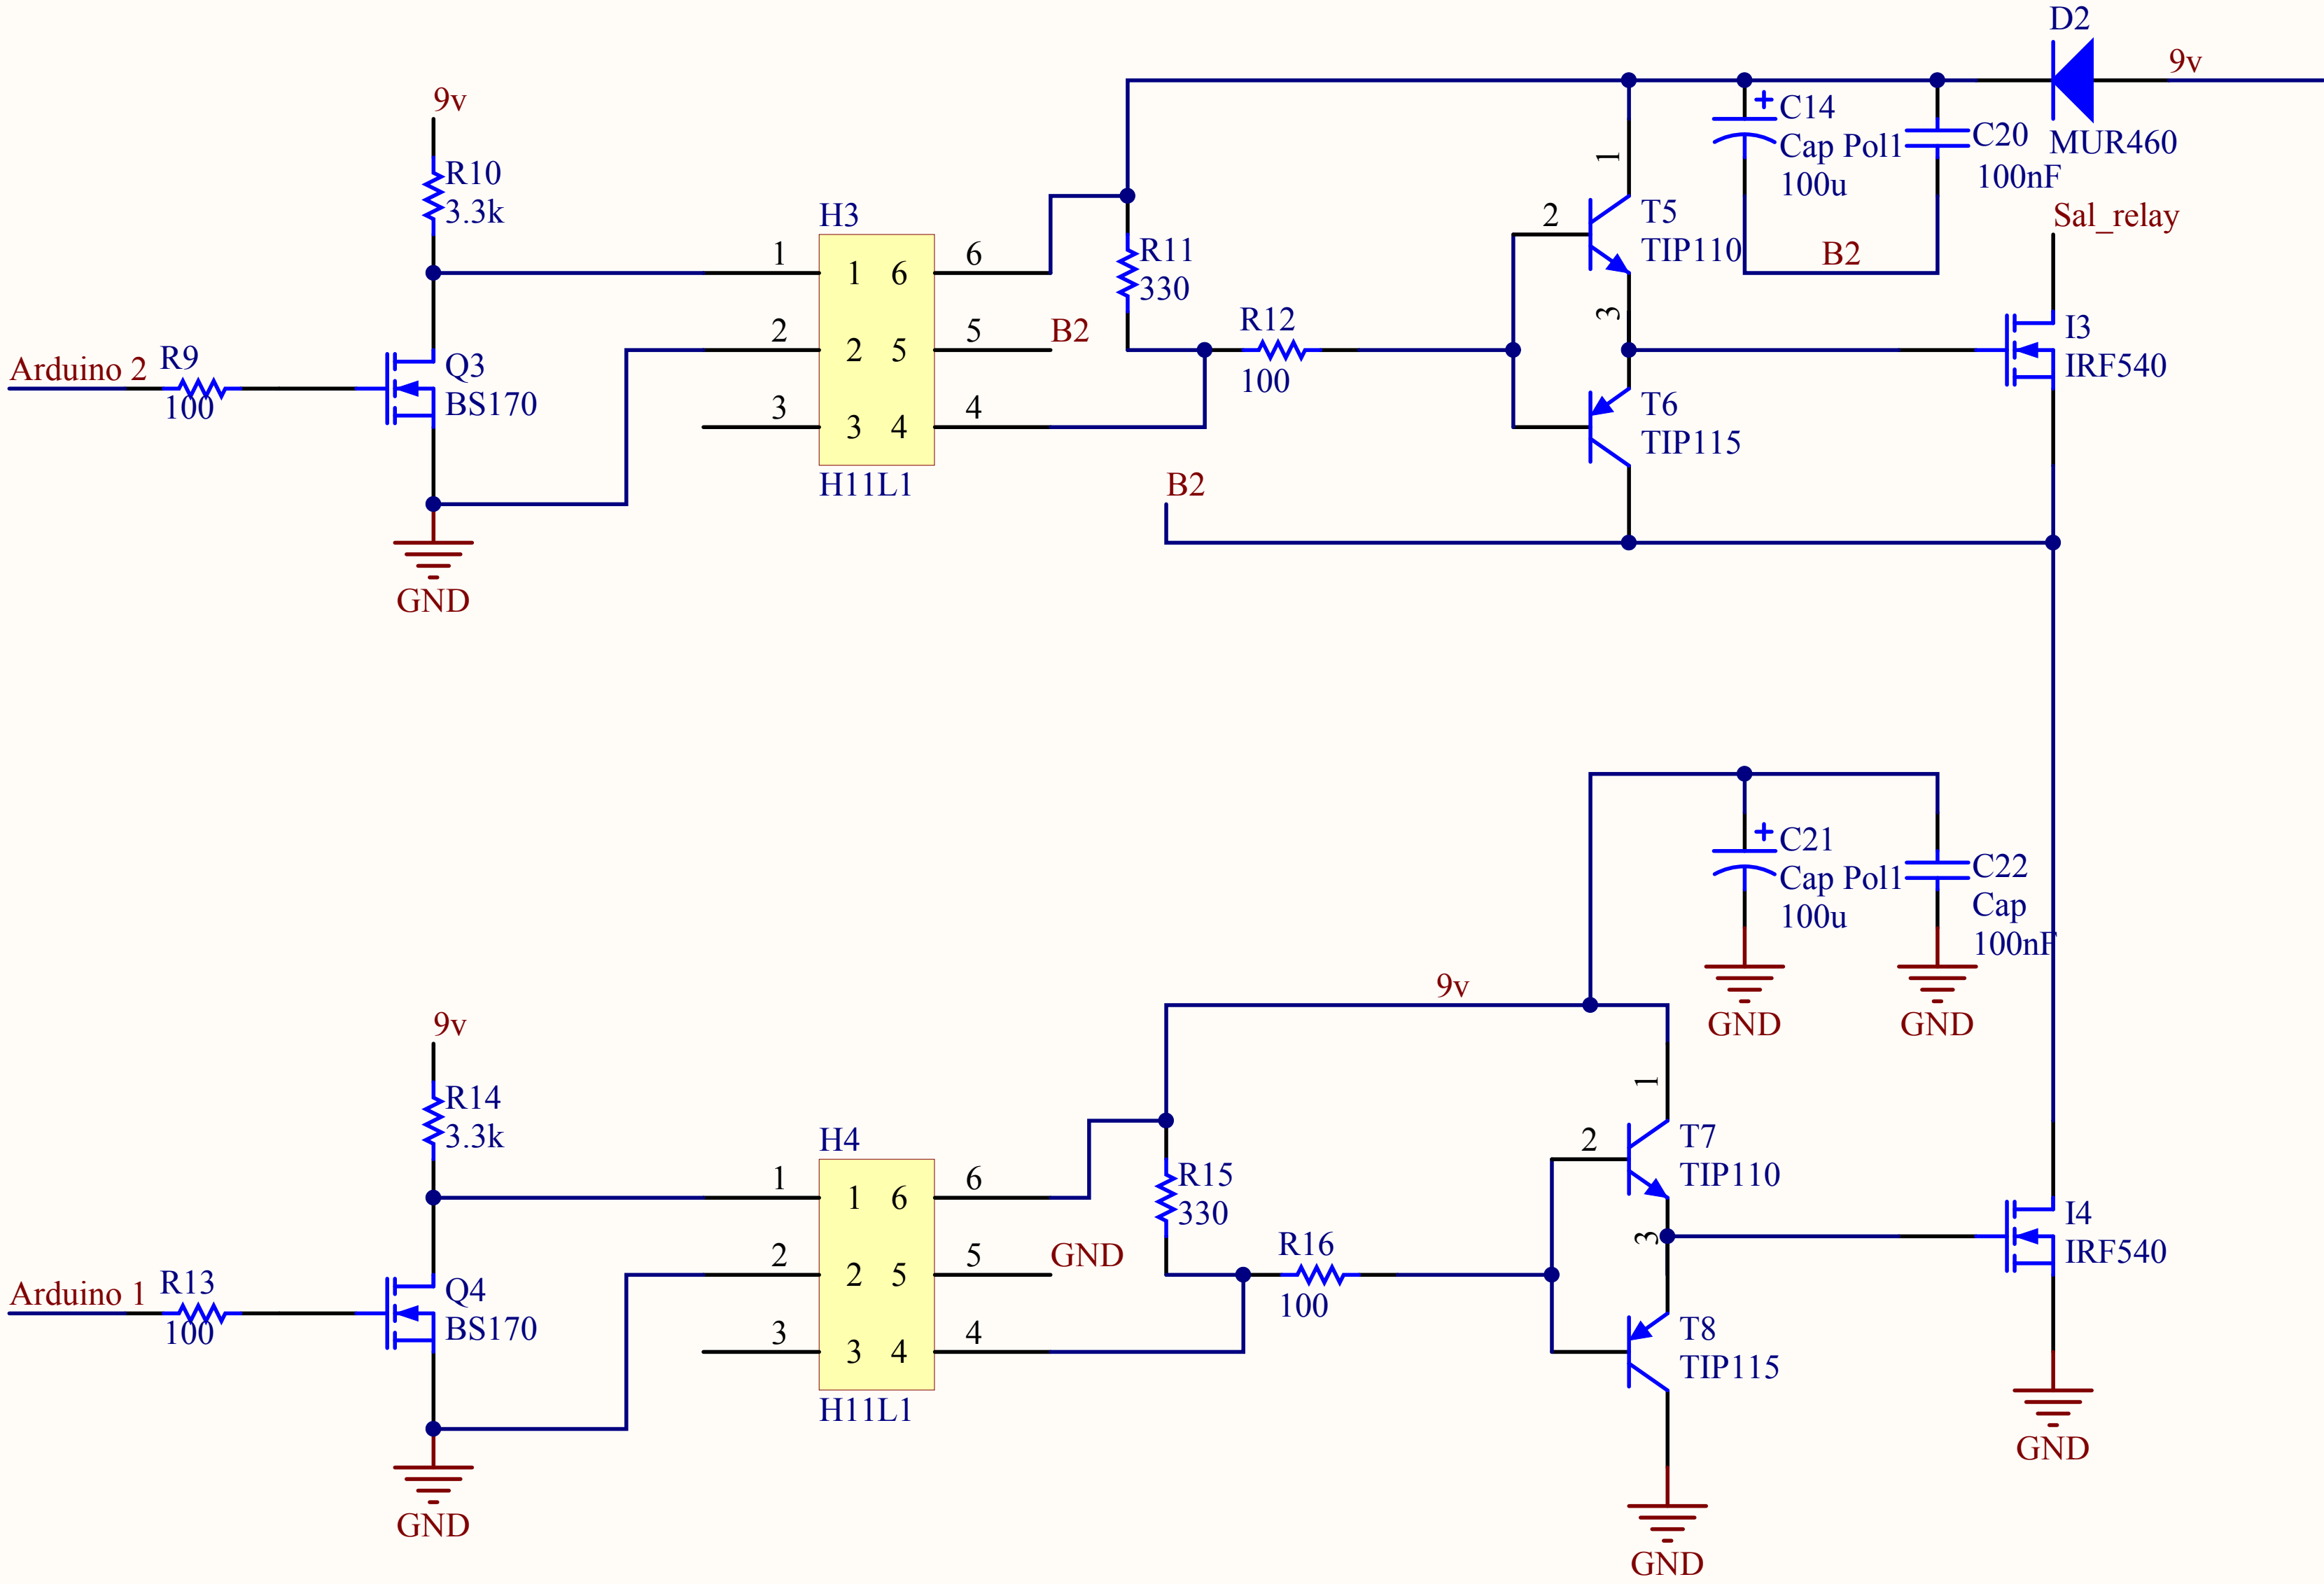 D2
9v
MUR460
9v
R10
3.3k
Arduino 2
R9
100
Q3
BS170
GND
H3
1
2
3
1 6
2 5
3 4
6
5
4
H11L1
B2
R11
330
R12
100
B2
1
2
3
T5
TIP110
T6
TIP115
+
C14
Cap Pol1
100u
B2
C20
100nF
Sal_relay
I3
IRF540
+
C21
Cap Pol1
100u
GND
C22
Cap
100nF
GND
9v
9v
R14
3.3k
Arduino 1
R13
100
Q4
BS170
GND
H4
1
2
3
1 6
2 5
3 4
6
5
4
H11L1
GND
R15
330
R16
100
1
2
3
T7
TIP110
T8
TIP115
GND
I4
IRF540
GND